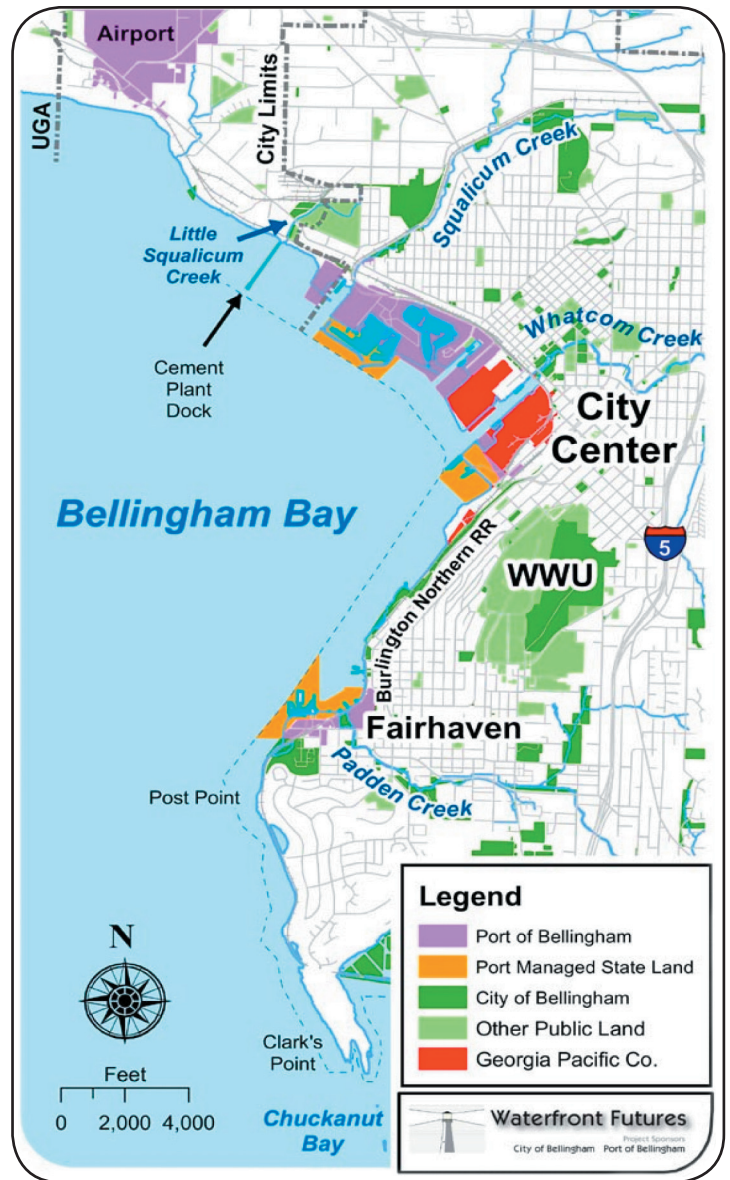 Airport
UGA
City Limits
Squalicum Creek
Little
Squalicum
Creek
Whatcom Creek
Cement
Plant
Dock
City
Center
Bellingham Bay
5
WWU
Burlington Northern RR
Fairhaven
Padden Creek
Post Point
Legend
Port of Bellingham
Port Managed State Land
City of Bellingham
Other Public Land
Georgia Pacific Co.
N
Clark's
Point
Feet
0 2,000 4,000
Chuckanut
Bay
Waterfront Futures
Project Sponsors
City of Bellingham Port of Bellingham